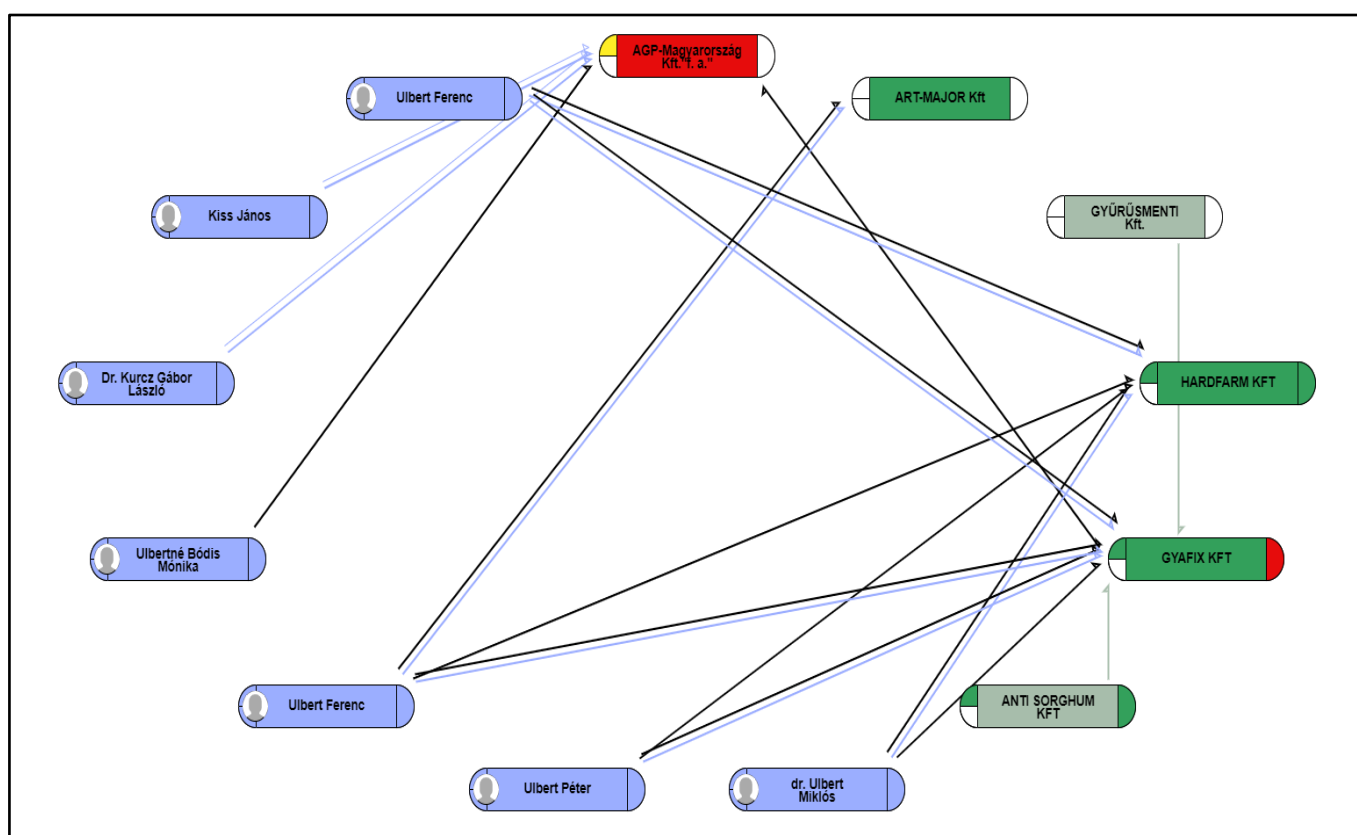 AGP-Magyarország
Kft."f. a."
Ulbert Ferenc
ART-MAJOR Kft
Kiss János
GYŰRŰSMENTI
Kft.
Dr. Kurcz Gábor
László
HARDFARM KFT
Ulbertné Bódis
Mónika
GYAFIX KFT
Ulbert Ferenc
ANTI SORGHUM
KFT
Ulbert Péter
dr. Ulbert
Miklós